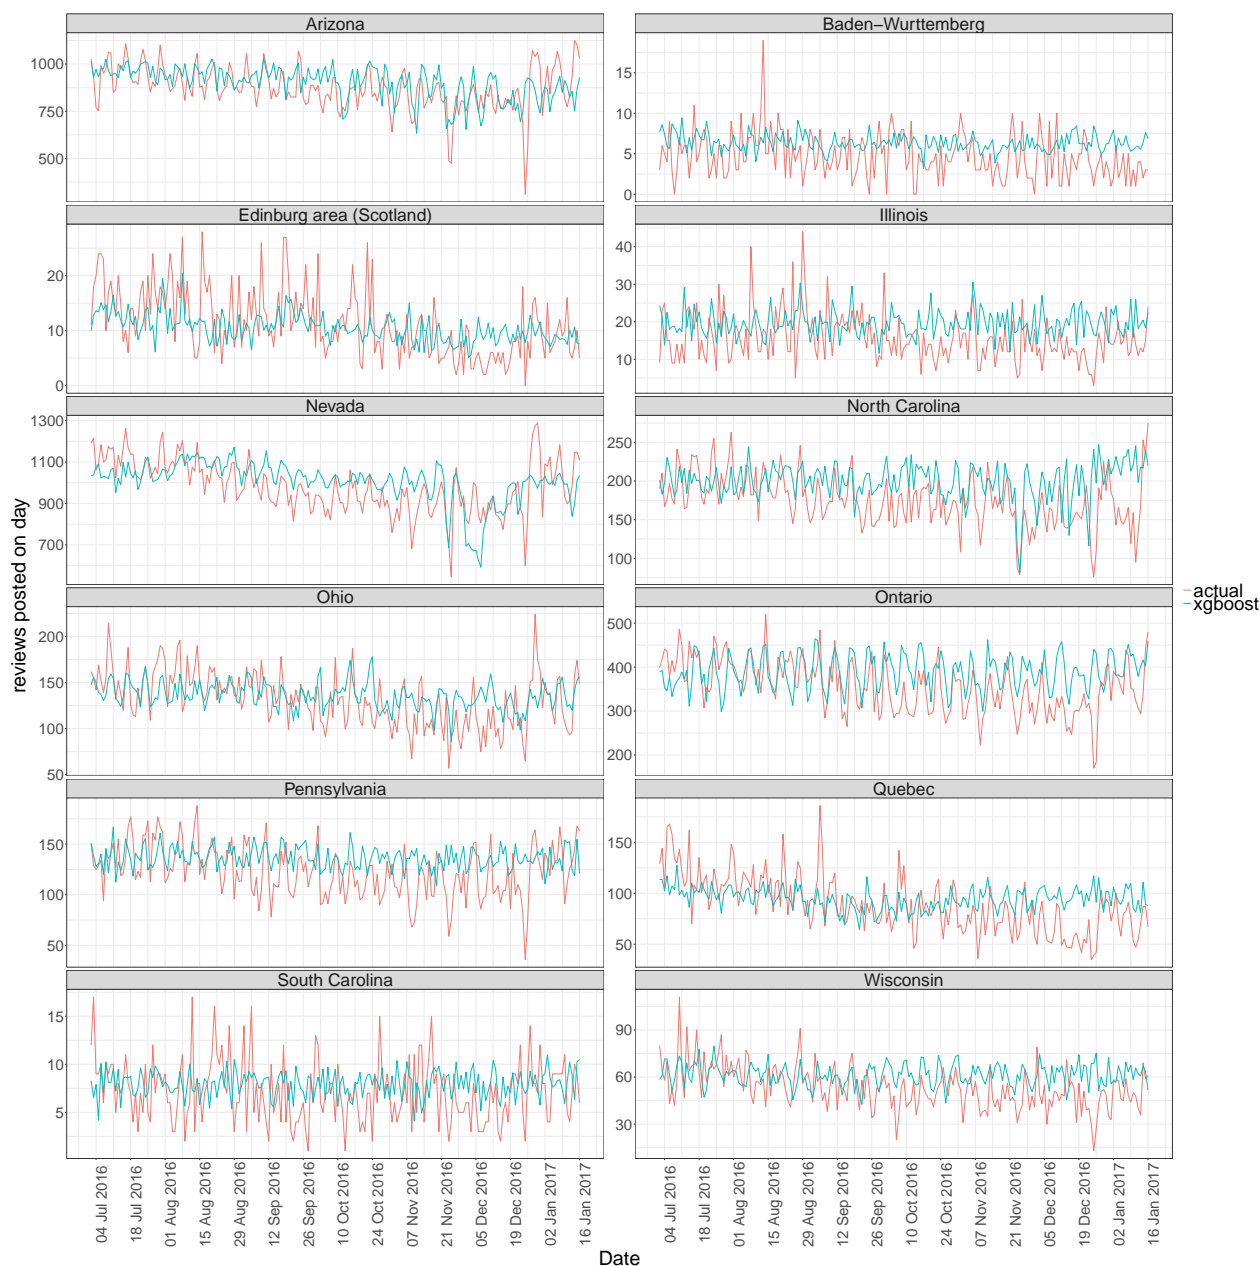 Arizona
Baden−Wurttemberg
1000
750
500
15
10
5
0
Edinburg area (Scotland)
Illinois
20
10
0
40
30
20
10
Nevada
North Carolina
1300
1100
900
700
250
200
150
100
Ohio
Ontario
200
150
100
50
500
400
300
200
Pennsylvania
Quebec
150
100
50
150
100
50
South Carolina
Wisconsin
15
10
5
90
60
30
reviews posted on day
actual
xgboost
04 Jul 2016
18 Jul 2016
01 Aug 2016
15 Aug 2016
29 Aug 2016
12 Sep 2016
26 Sep 2016
10 Oct 2016
24 Oct 2016
07 Nov 2016
21 Nov 2016
05 Dec 2016
19 Dec 2016
02 Jan 2017
16 Jan 2017
04 Jul 2016
18 Jul 2016
01 Aug 2016
15 Aug 2016
29 Aug 2016
12 Sep 2016
26 Sep 2016
10 Oct 2016
24 Oct 2016
07 Nov 2016
21 Nov 2016
05 Dec 2016
19 Dec 2016
02 Jan 2017
16 Jan 2017
Date